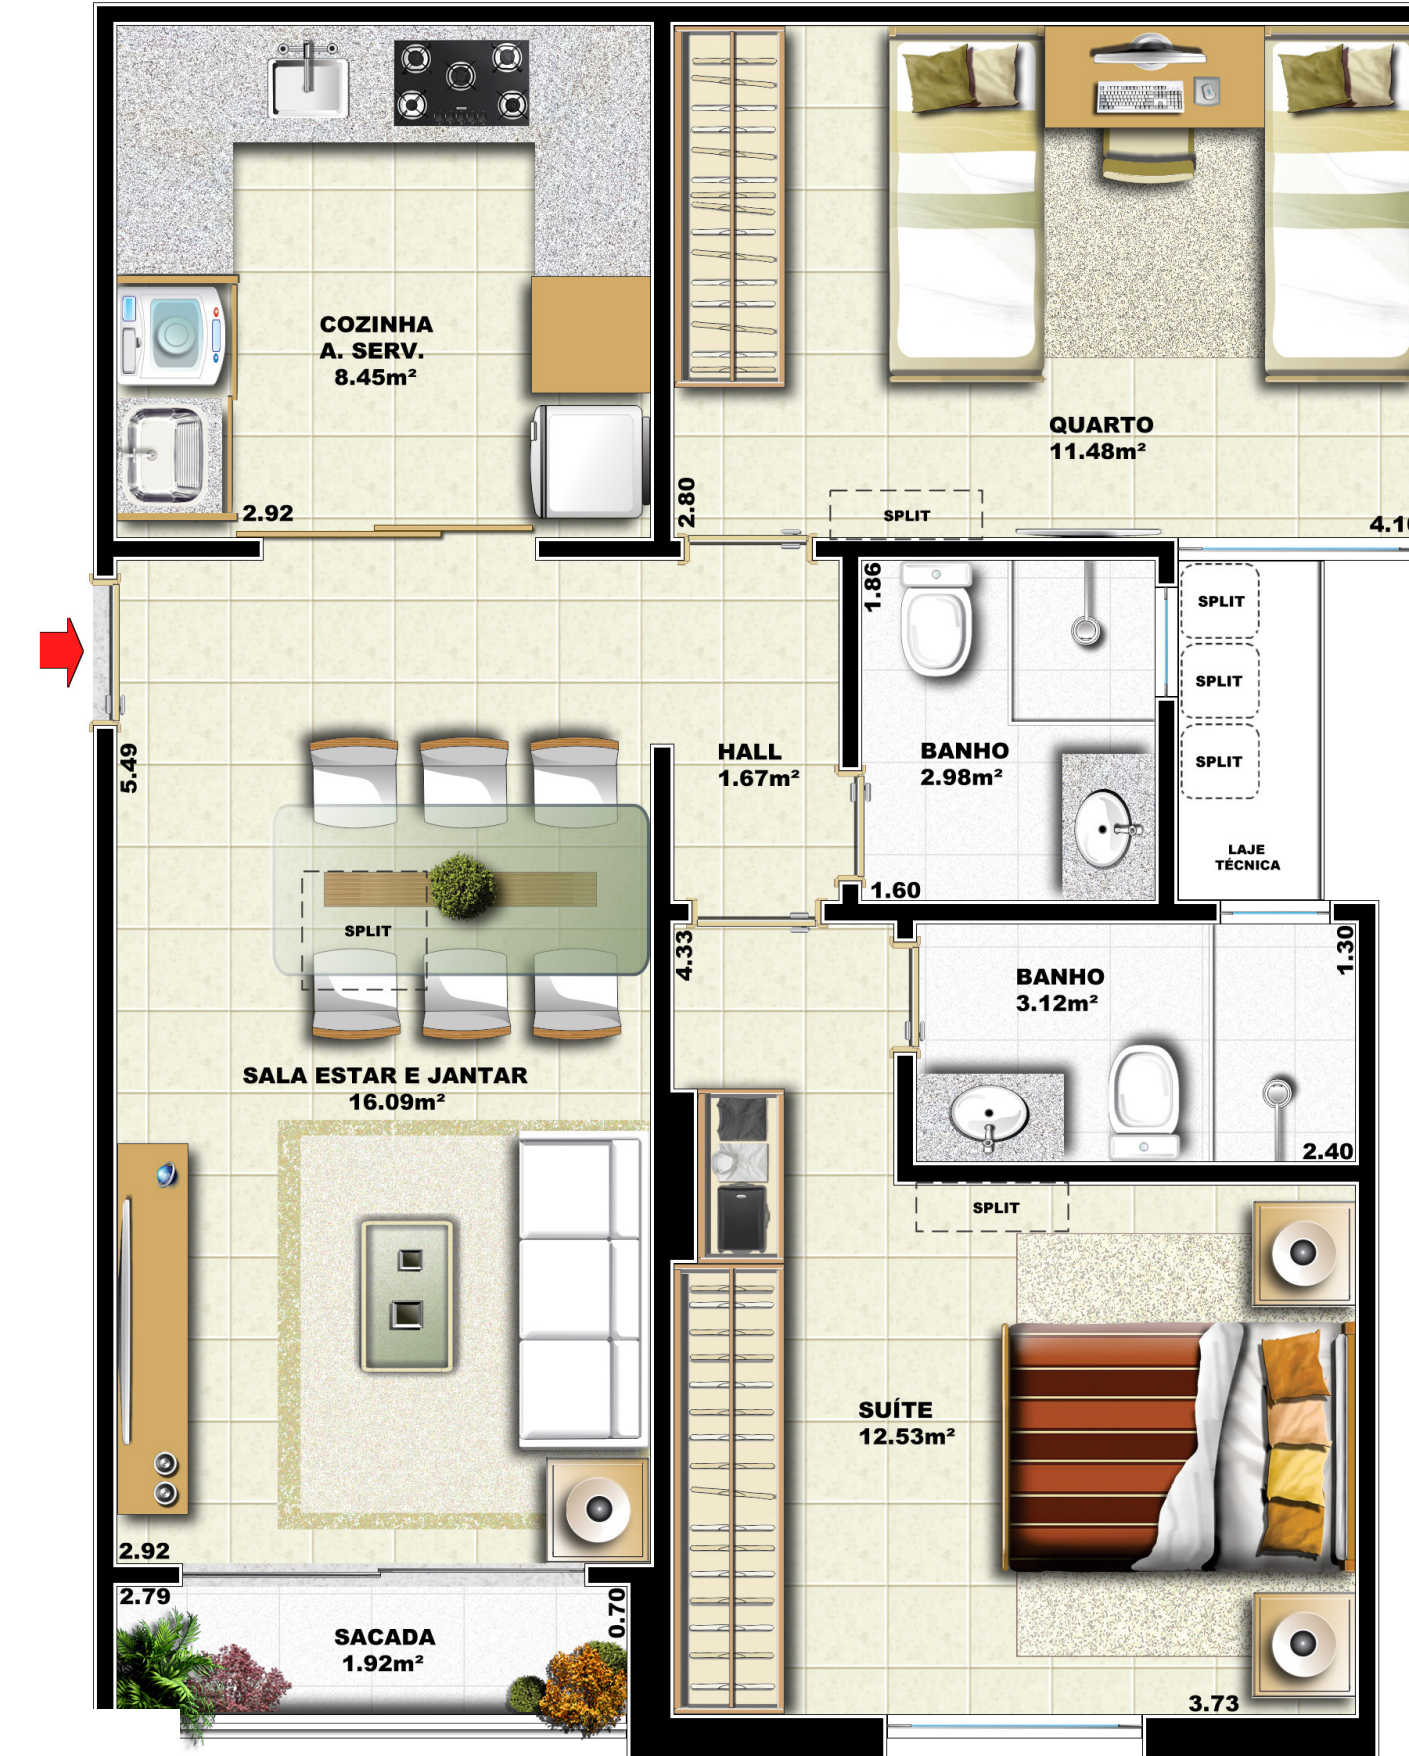 COZINHA
A. SERV.
8.45m²
2.92
QUARTO
11.48m²
2.80
SPLIT
4.10
5.49
HALL
1.67m²
1.86
BANHO
2.98m²
1.60
SPLIT
SPLIT
SPLIT
LAJE
TÉCNICA
SPLIT
SALA ESTAR E JANTAR
16.09m²
4.33
BANHO
3.12m²
1.30
2.40
SPLIT
SUÍTE
12.53m²
3.73
2.92
2.79
0.70
SACADA
1.92m²